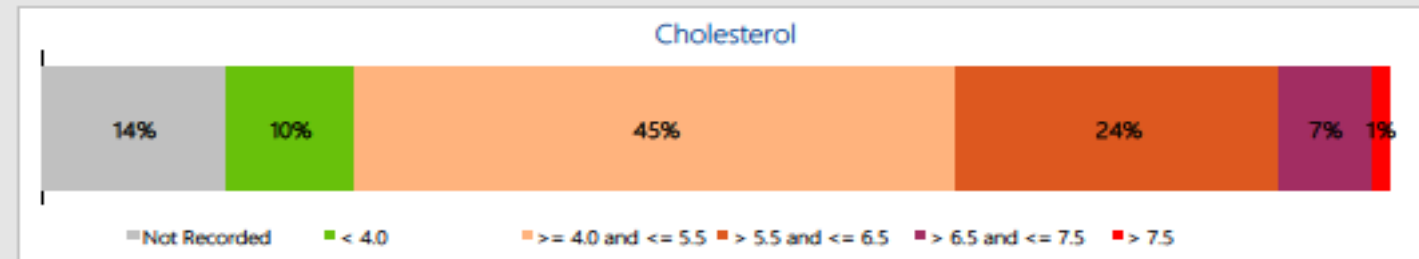 Cholesterol
14% 10% 45% 24% 7% 1%
Not Recorded < 4.0 >= 4.0 and <= 5.5 > 5.5 and <= 6.5 > 6.5 and <= 7.5 > 7.5